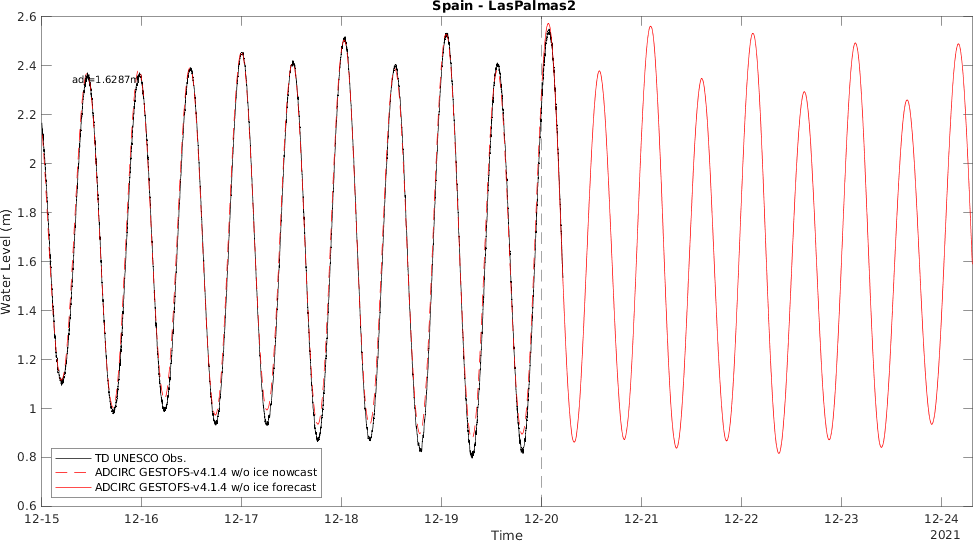 Spain - LasPalmas2
2.6
2.4
2.2
2
1.8
1.6
1.4
1.2
1
0.8
0.6
Water Level (m)
adj=1.6287m
TD UNESCO Obs.
ADCIRC GESTOFS-v4.1.4 w/o ice nowcast
ADCIRC GESTOFS-v4.1.4 w/o ice forecast
12-15 12-16 12-17 12-18 12-19 12-20 12-21 12-22 12-23 12-24
2021
Time